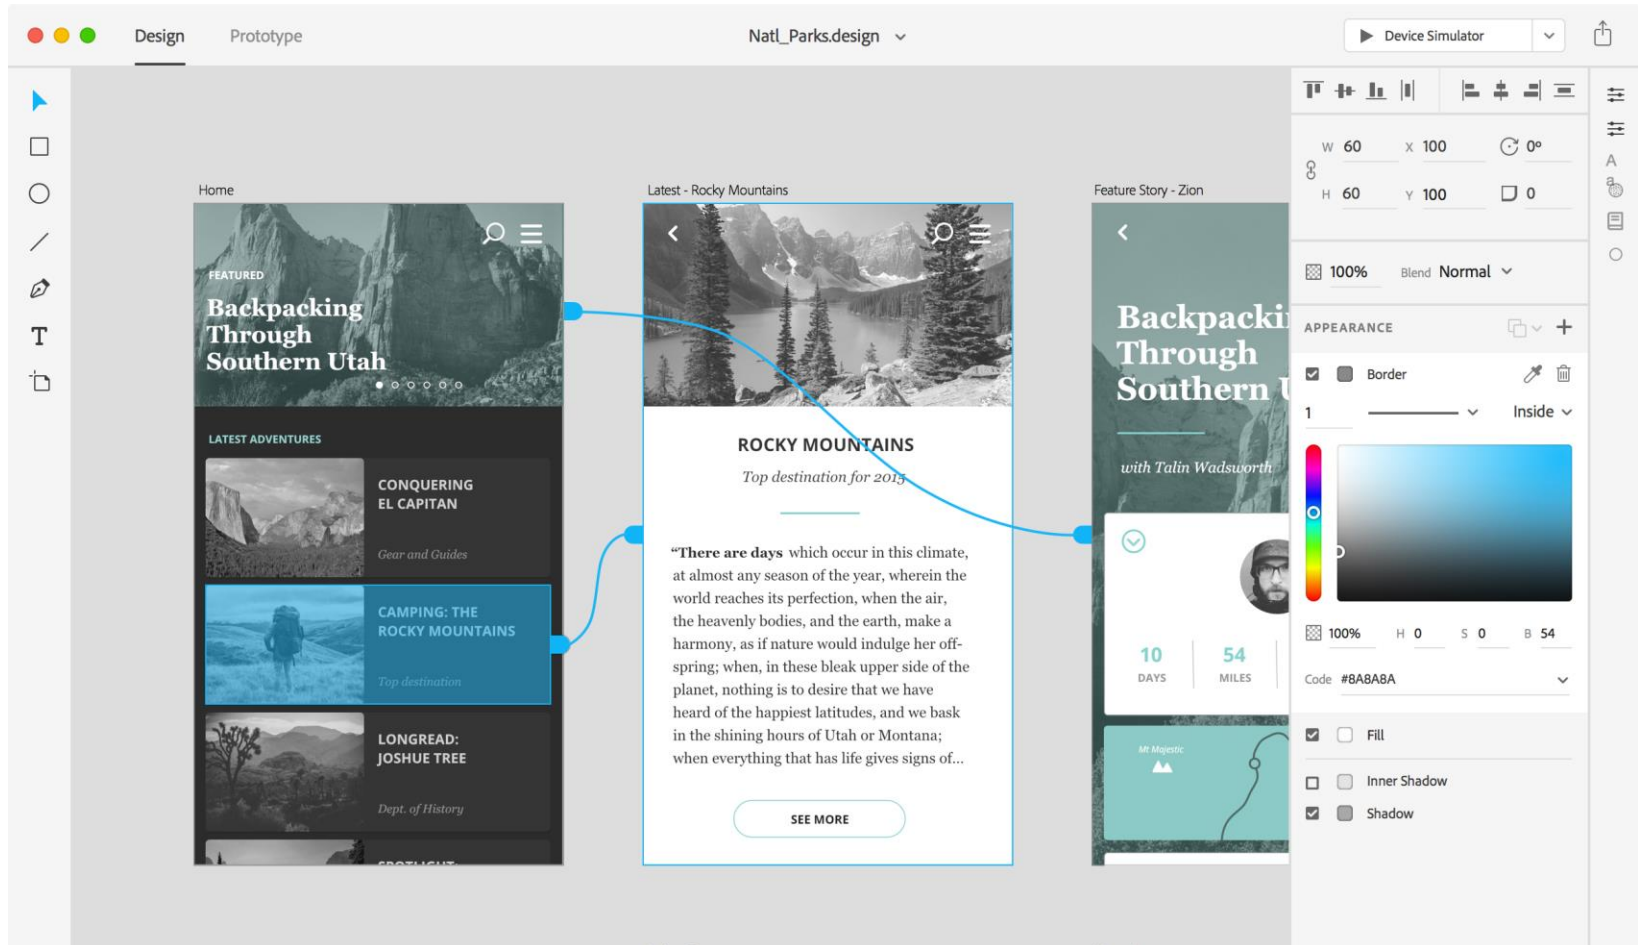 Design
Prototype
Natl_Parks.design
Device Simulator
W 60
X 100
0°
H 60
Y 100
0
100%
Blend Normal
APPEARANCE
Border
1
Inside
100%
H 0
S 0
B 54
Code #8A8A8A
Fill
Inner Shadow
Shadow
A
a
T
Home
FEATURED
Backpacking
Through
Southern Utah
LATEST ADVENTURES
CONQUERING
EL CAPITAN
Gear and Guides
CAMPING: THE
ROCKY MOUNTAINS
Top destination
LONGREAD:
JOSHUE TREE
Dept. of History
SPOTLIGHT:
Latest - Rocky Mountains
ROCKY MOUNTAINS
Top destination for 2015
“There are days which occur in this climate,
at almost any season of the year, wherein the
world reaches its perfection, when the air,
the heavenly bodies, and the earth, make a
harmony, as if nature would indulge her off-
spring; when, in these bleak upper side of the
planet, nothing is to desire that we have
heard of the happiest latitudes, and we bask
in the shining hours of Utah or Montana;
when everything that has life gives signs of...
SEE MORE
Feature Story - Zion
Backpacki
Through
Southern U
with Talin Wadsworth
10
DAYS
54
MILES
Mt Majestic